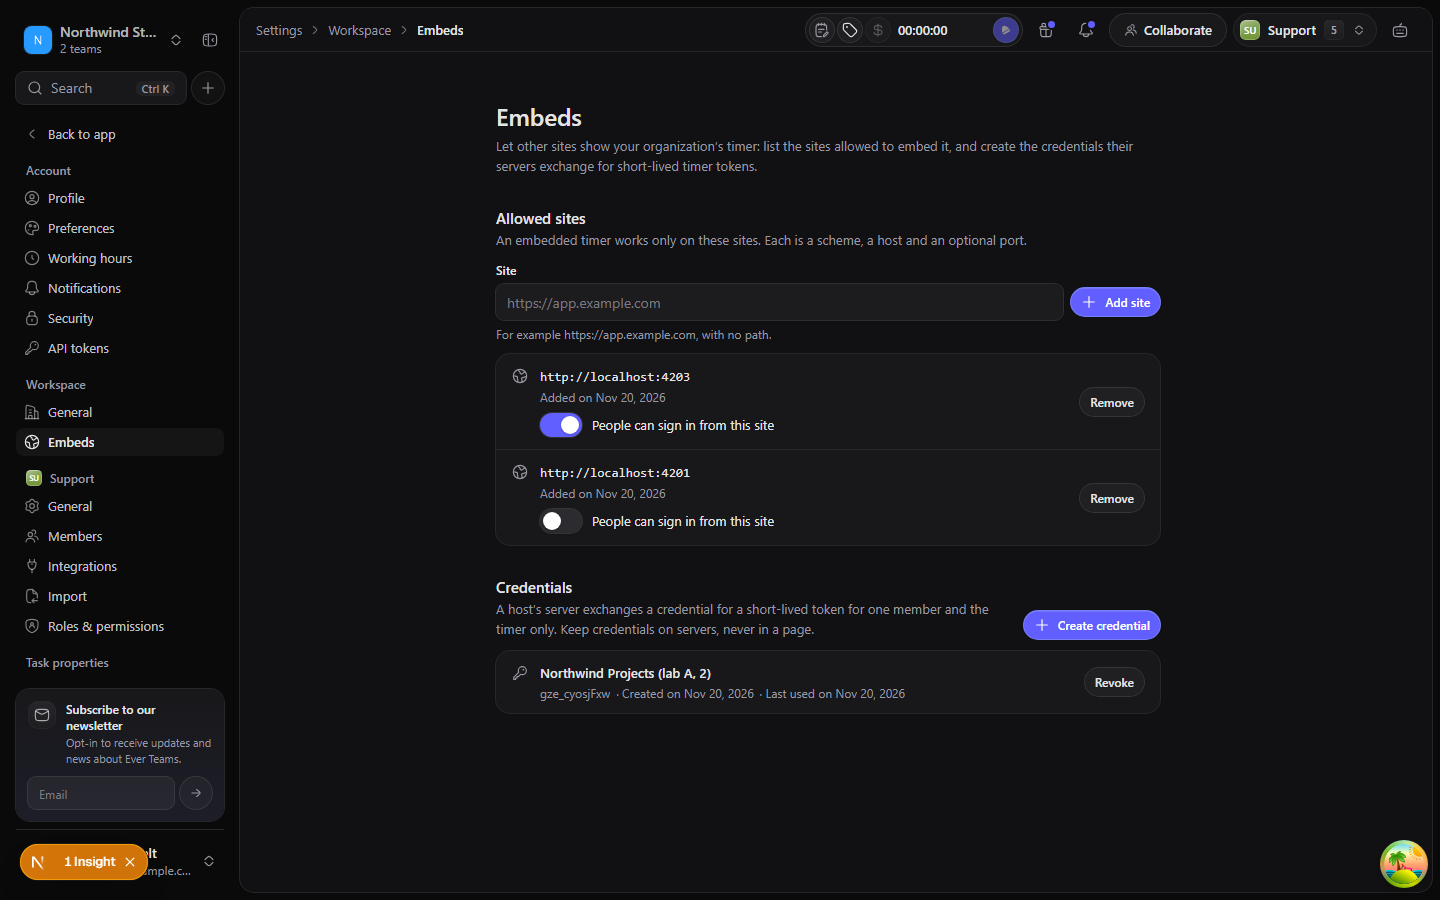 N
Northwind St...
2 teams
Search
Ctrl K
Back to app
Account
Profile
Preferences
Working hours
Notifications
Security
API tokens
Workspace
General
Embeds
SU
Support
General
Members
Integrations
Import
Roles & permissions
Task properties
Subscribe to our
newsletter
Opt-in to receive updates and
news about Ever Teams.
Email
1 Insight
elt
mple.c...
Settings
Workspace
Embeds
00:00:00
Collaborate
SU
Support
5
Embeds
Let other sites show your organization's timer: list the sites allowed to embed it, and create the credentials their
servers exchange for short-lived timer tokens.
Allowed sites
An embedded timer works only on these sites. Each is a scheme, a host and an optional port.
Site
https://app.example.com
Add site
For example https://app.example.com, with no path.
http://localhost:4203
Added on Nov 20, 2026
People can sign in from this site
Remove
http://localhost:4201
Added on Nov 20, 2026
People can sign in from this site
Remove
Credentials
A host's server exchanges a credential for a short-lived token for one member and the
timer only. Keep credentials on servers, never in a page.
Create credential
Northwind Projects (lab A, 2)
gze_cyosjFxw · Created on Nov 20, 2026 · Last used on Nov 20, 2026
Revoke